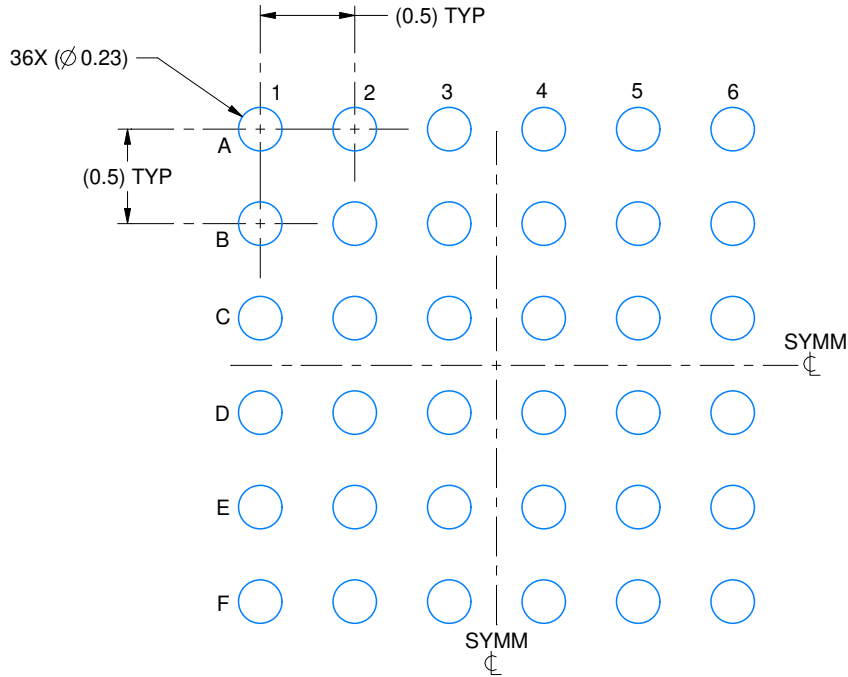 (0.5) TYP
36X (∅ 0.23)
1 2 3 4 5 6
A
(0.5) TYP
B
C
SYMM
℄
D
E
F
SYMM
℄